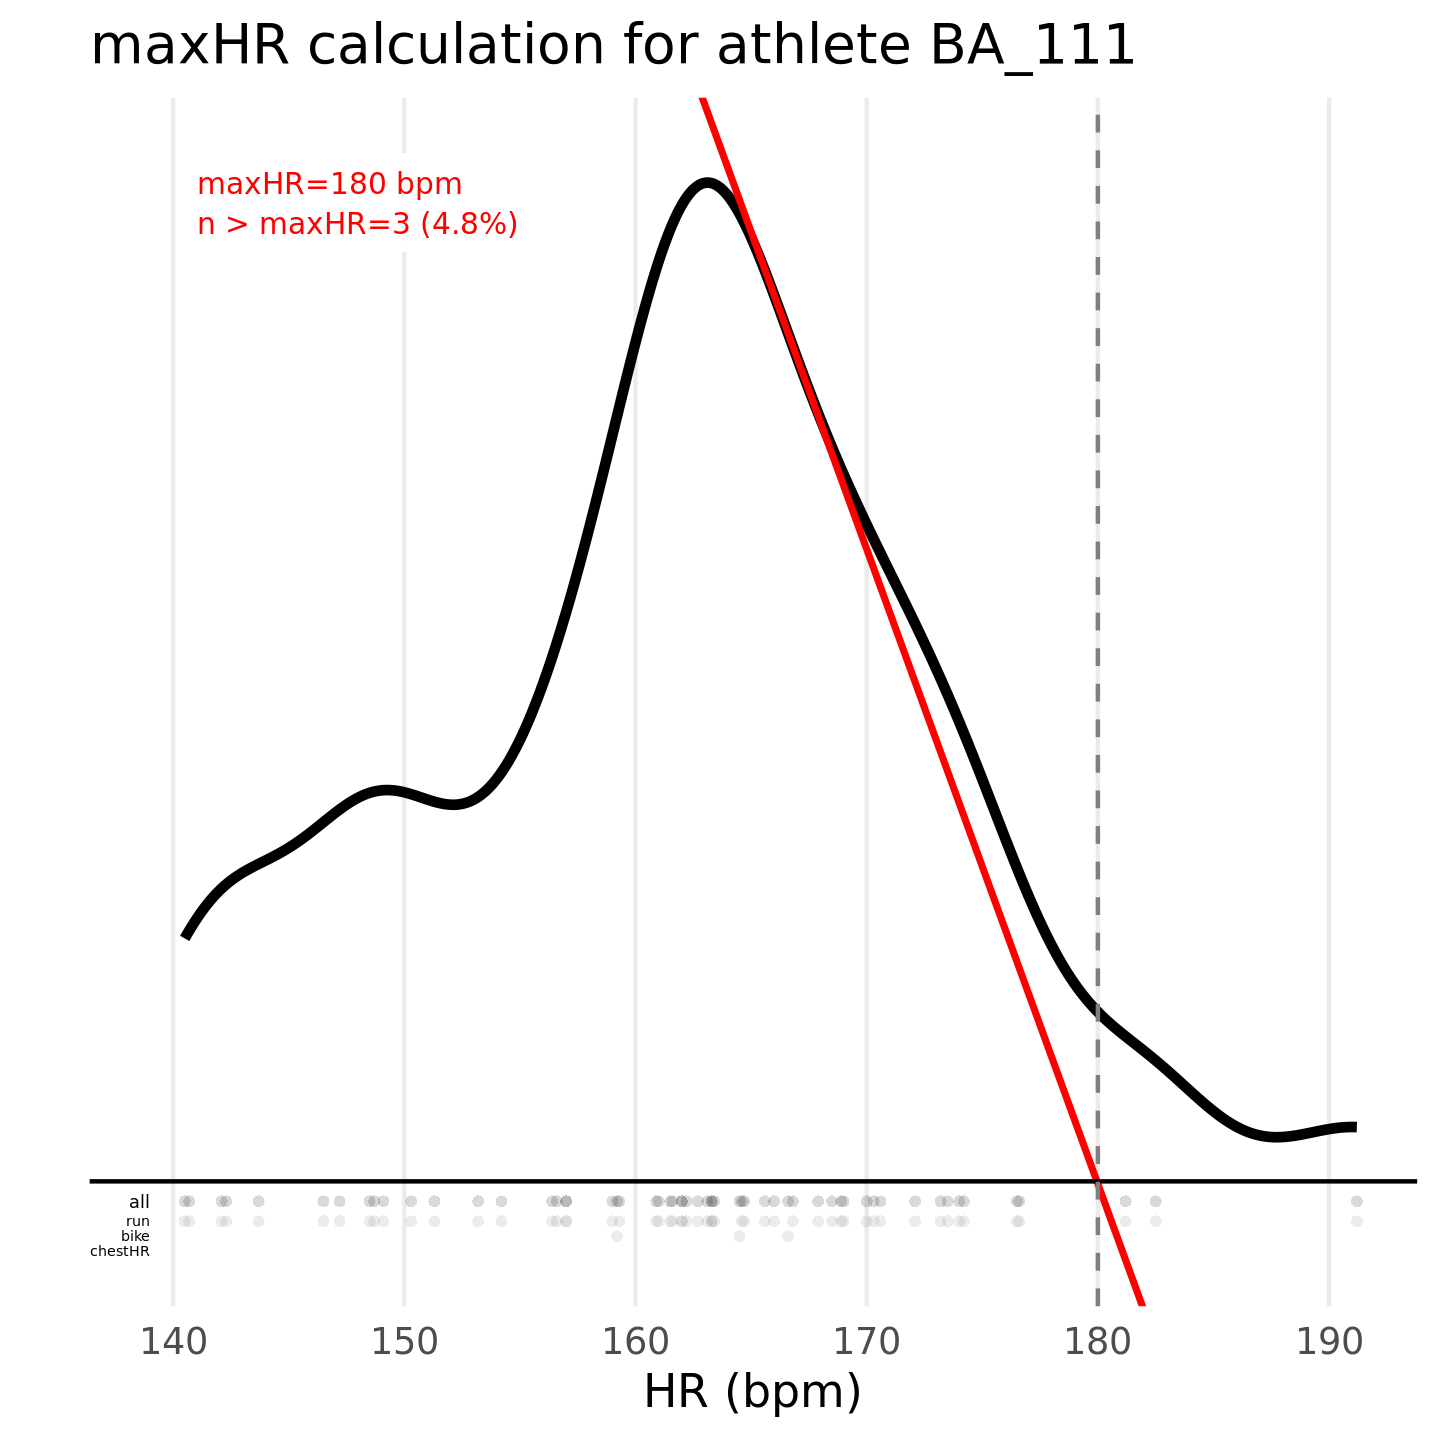 maxHR calculation for athlete BA_111
maxHR=180 bpm
n > maxHR=3 (4.8%)
all
run
bike
chestHR
140 150 160 170 180 190
HR (bpm)